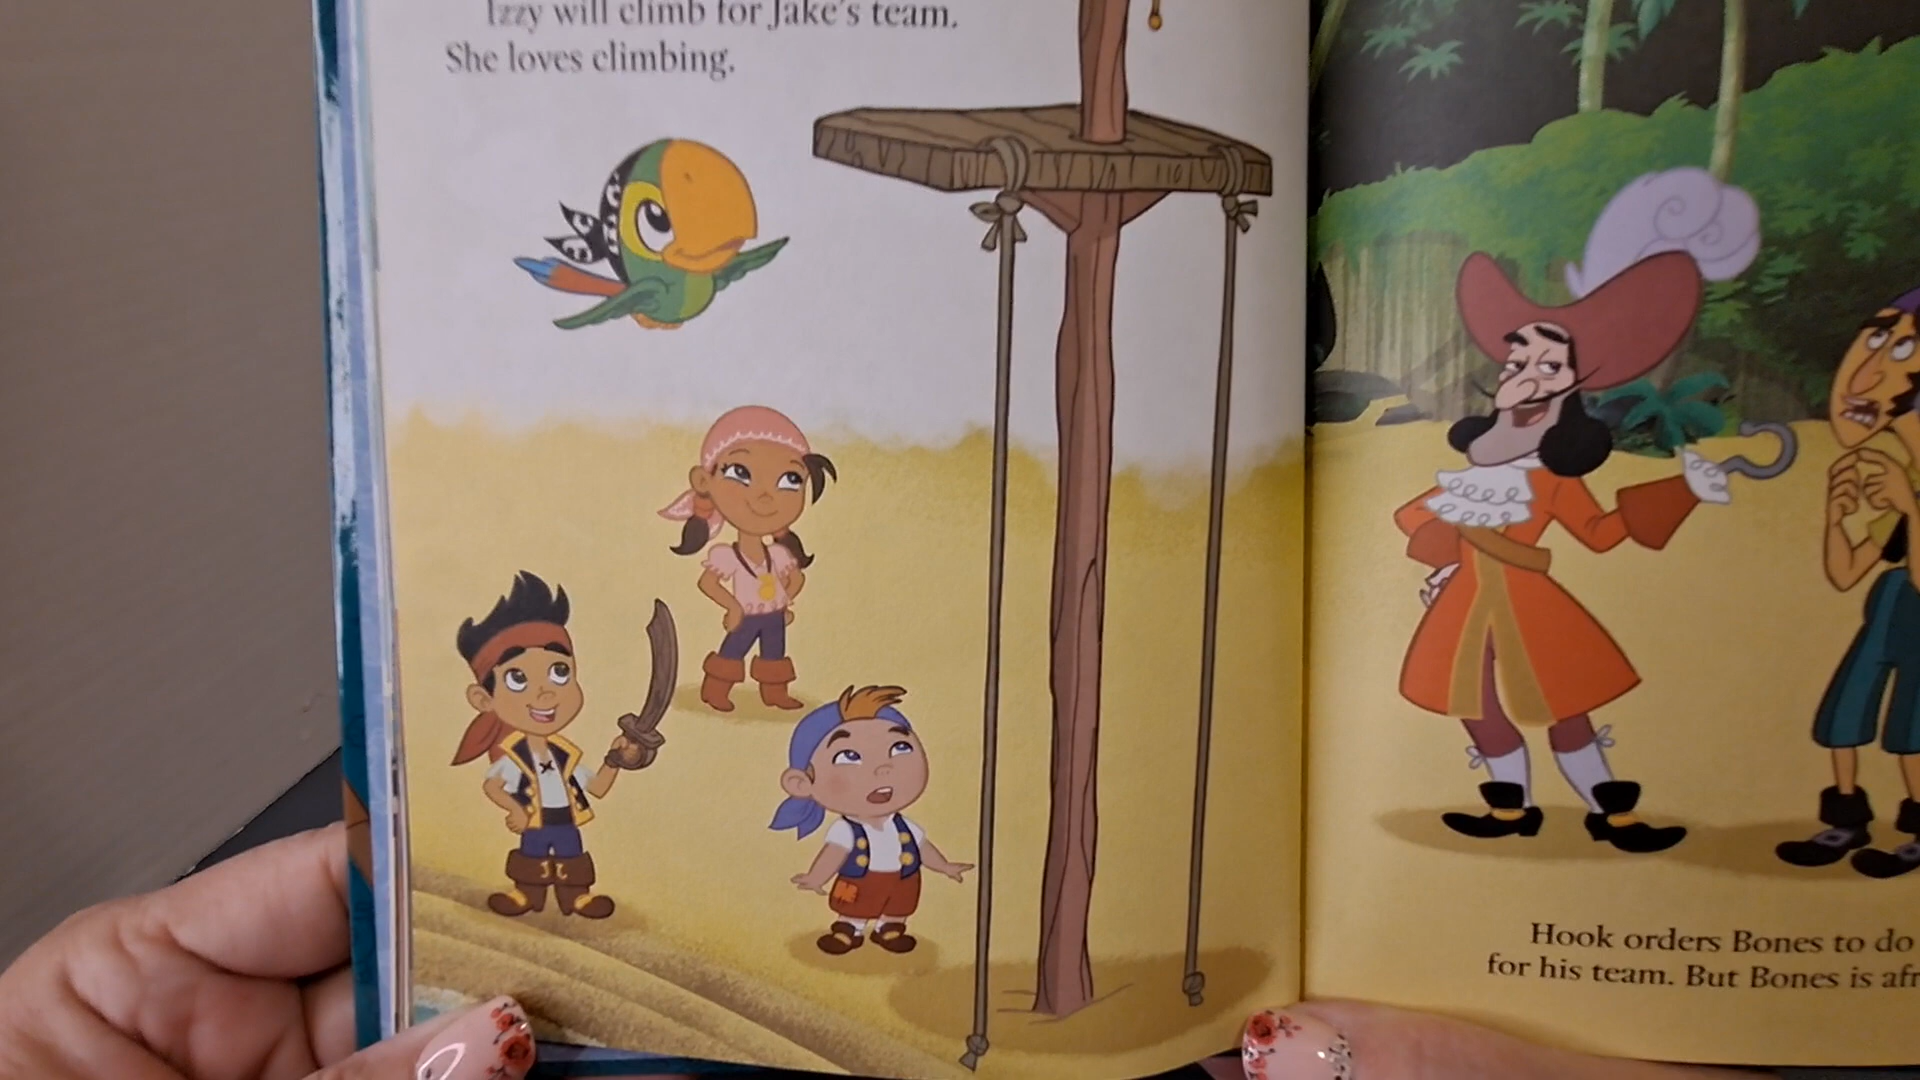 Izzy will climb for Jake's team.
She loves climbing.
Hook orders Bones to do
for his team. But Bones is